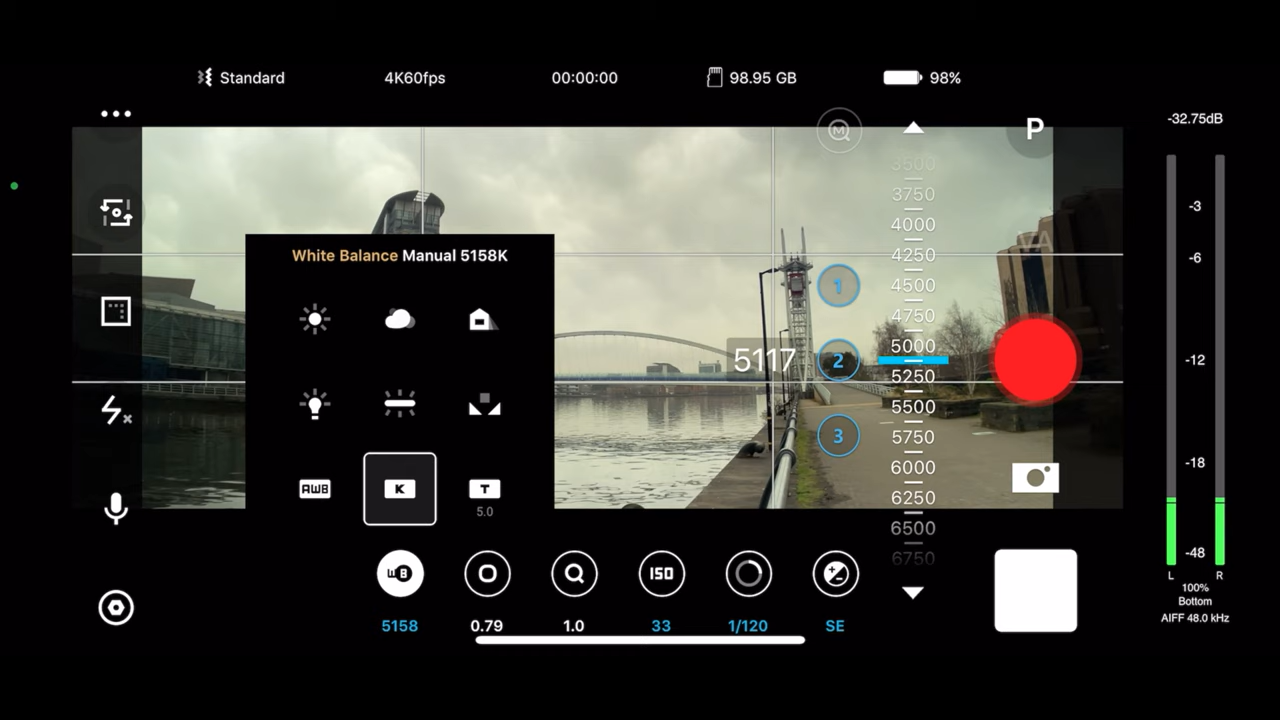 Standard 4K60fps 00:00:00 98.95 GB 98%
-32.75dB
M
P
3500
3750
4000
4250
4500
4750
5000
5250
5500
5750
6000
6250
6500
6750
White Balance Manual 5158K
1
2
3
5117
AWB K T
5.0
WB ISO
5158 0.79 1.0 33 1/120 SE
-3
-6
-12
-18
-48
L R
100%
Bottom
AIFF 48.0 kHz